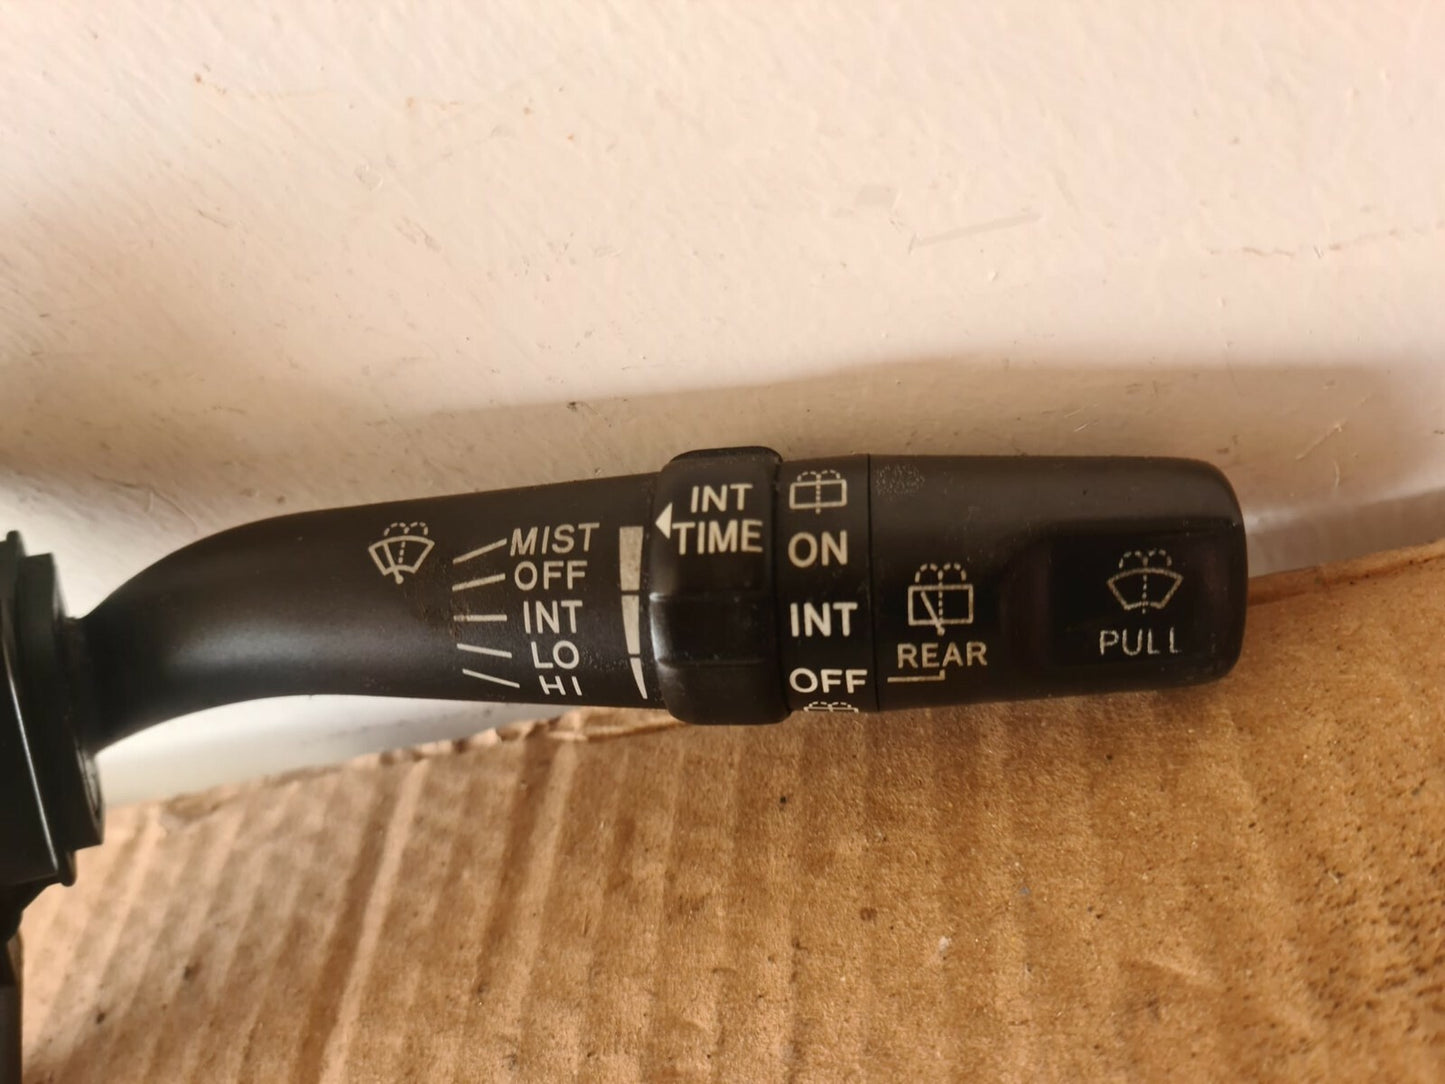 MIST
OFF
INT
LO
HI
INT
TIME
ON
INT
OFF
REAR
PULL